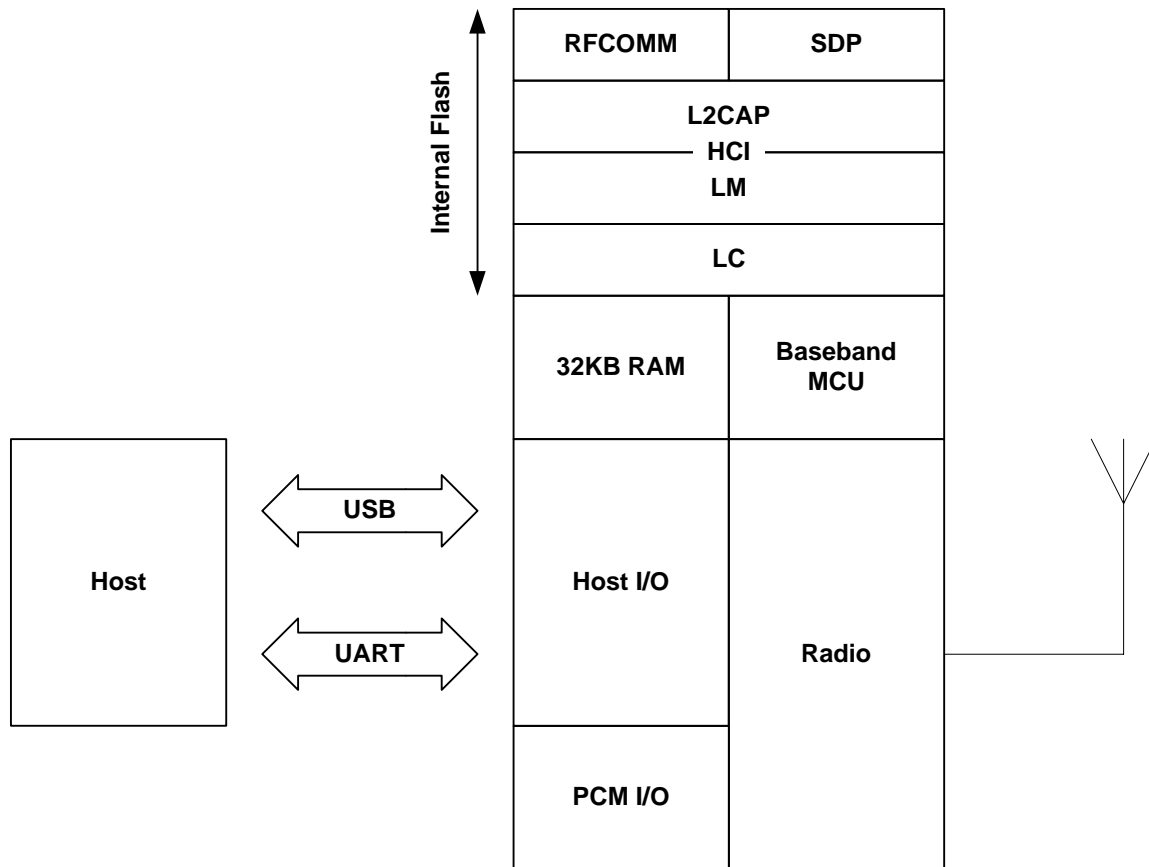 RFCOMM
SDP
Internal Flash
L2CAP
HCI
LM
LC
32KB RAM
Baseband
MCU
USB
Host
Host I/O
UART
Radio
PCM I/O